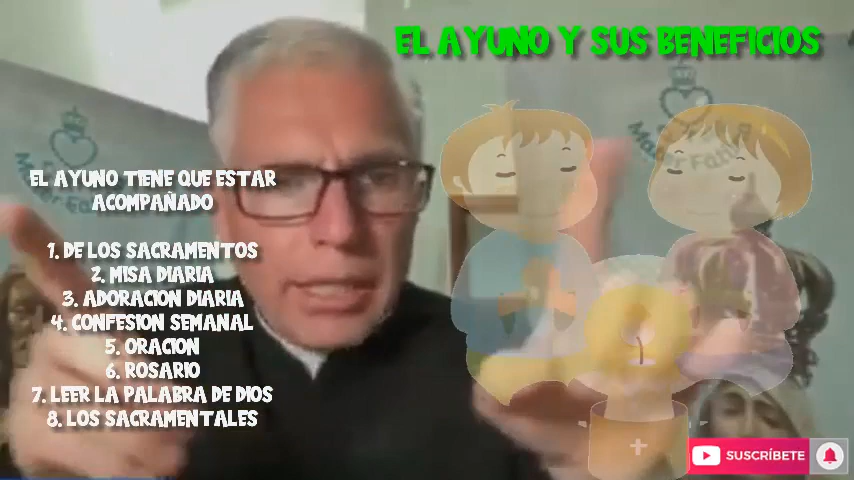 EL AYUNO Y SUS BENEFICIOS
EL AYUNO TIENE QUE ESTAR
ACOMPAÑADO
1. DE LOS SACRAMENTOS
2. MISA DIARIA
3. ADORACION DIARIA
4. CONFESION SEMANAL
5. ORACION
6. ROSARIO
7. LEER LA PALABRA DE DIOS
8. LOS SACRAMENTALES
SUSCRÍBETE